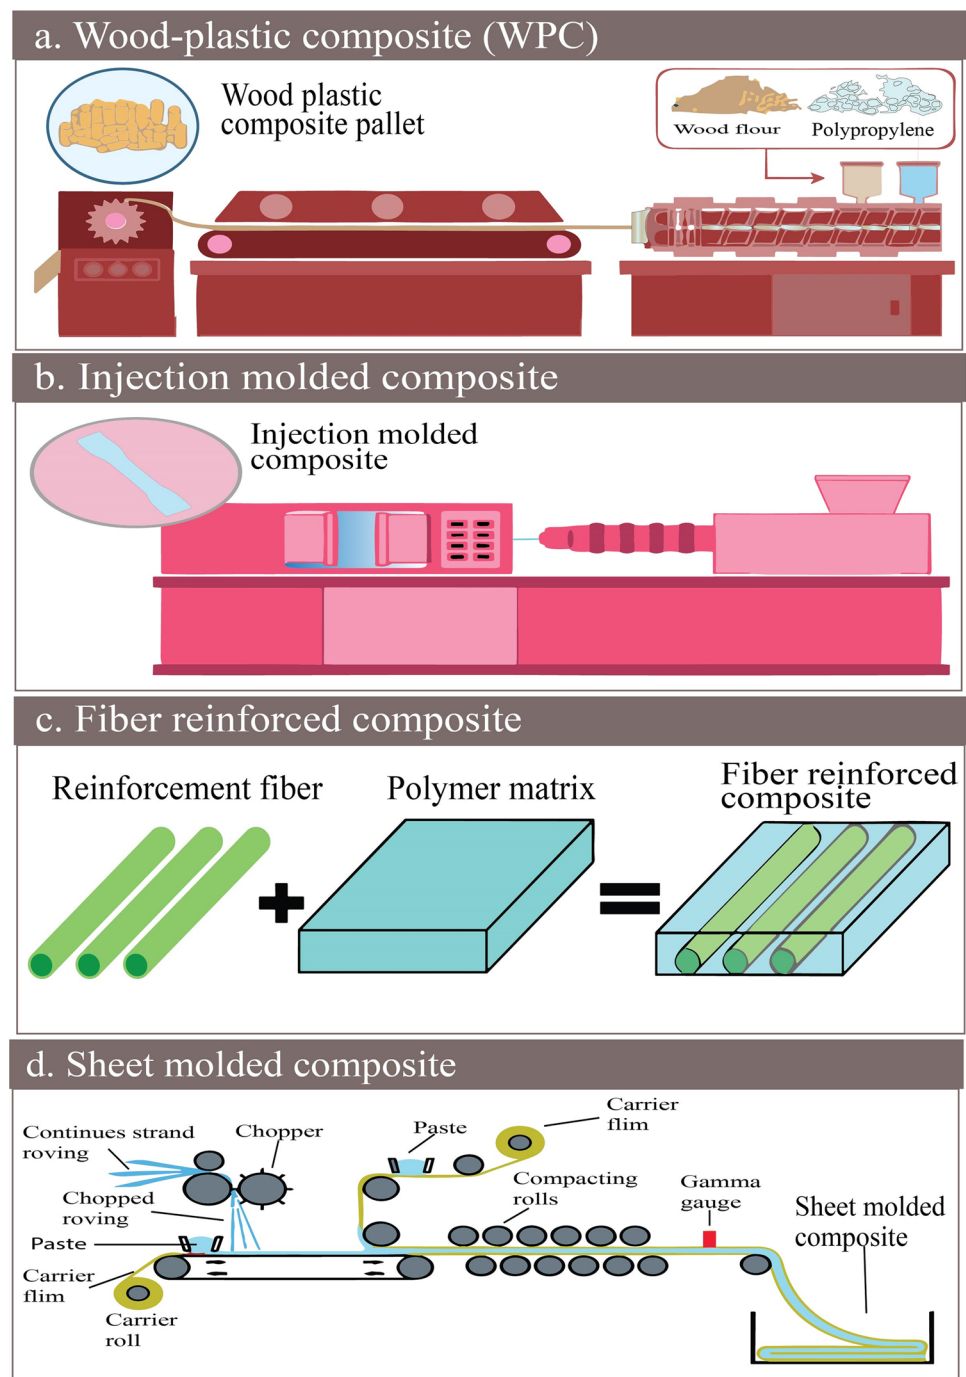 a. Wood-plastic composite (WPC)
Wood plastic
composite pallet
Wood flour
Polypropylene
b. Injection molded composite
Injection molded
composite
c. Fiber reinforced composite
Reinforcement fiber
Polymer matrix
Fiber reinforced
composite
d. Sheet molded composite
Continues strand
roving
Chopper
Paste
Carrier
flim
Chopped
roving
Compacting
rolls
Gamma
gauge
Sheet molded
composite
Paste
Carrier
flim
Carrier
roll